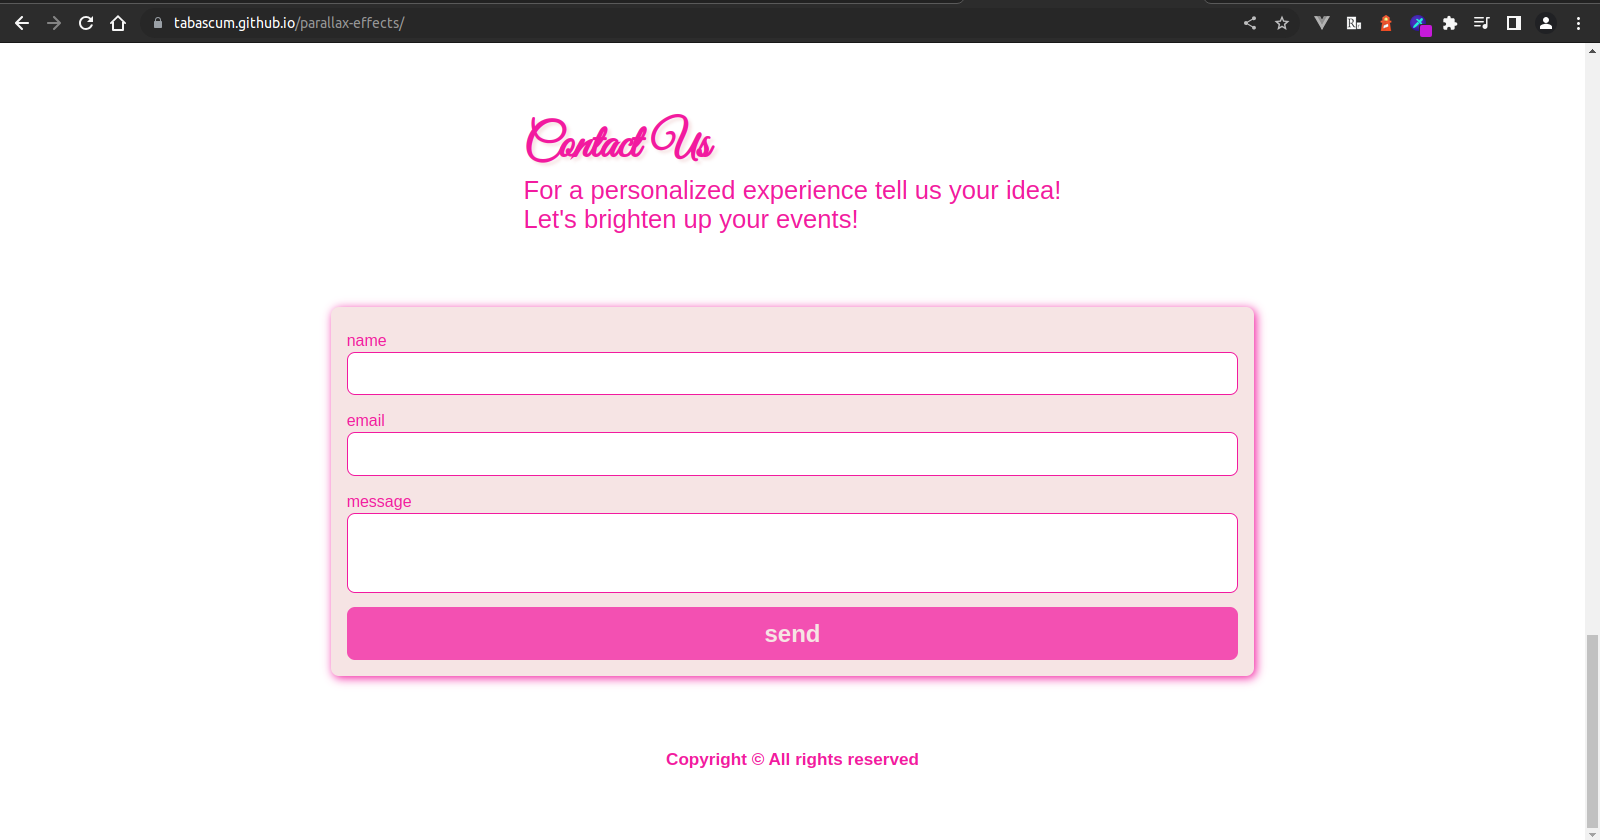 tabascum.github.io/parallax-effects/
Contact Us
For a personalized experience tell us your idea!
Let's brighten up your events!
name
email
message
send
Copyright © All rights reserved